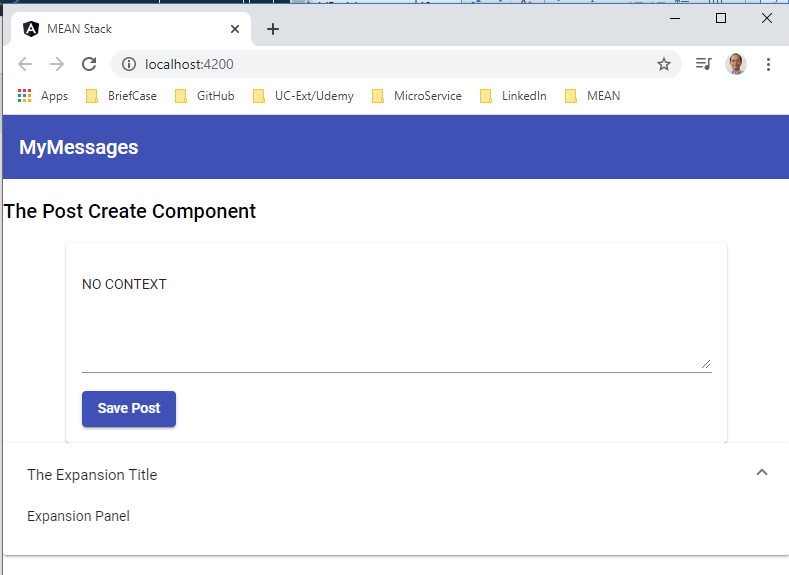 MEAN Stack
localhost:4200
Apps BriefCase GitHub UC-Ext/Udemy MicroService LinkedIn MEAN
MyMessages
The Post Create Component
NO CONTEXT
Save Post
The Expansion Title
Expansion Panel